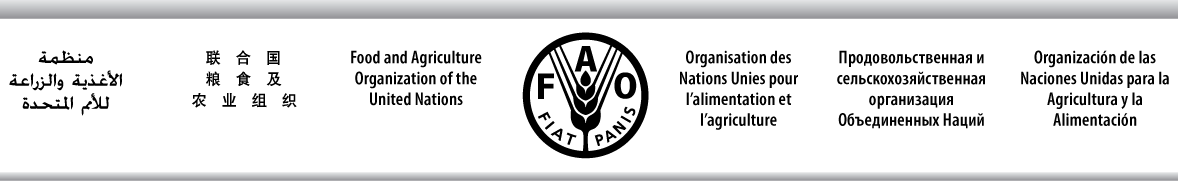 منظمة
الأغذية والزراعة
للأمم المتحدة
联合国
粮食及
农业组织
Food and Agriculture
Organization of the
United Nations
F A O
FIAT PANIS
Organisation des
Nations Unies pour
l'alimentation et
l'agriculture
Продовольственная и
cельскохозяйственная
организация
Объединенных Наций
Organización de las
Naciones Unidas para la
Agricultura y la
Alimentación